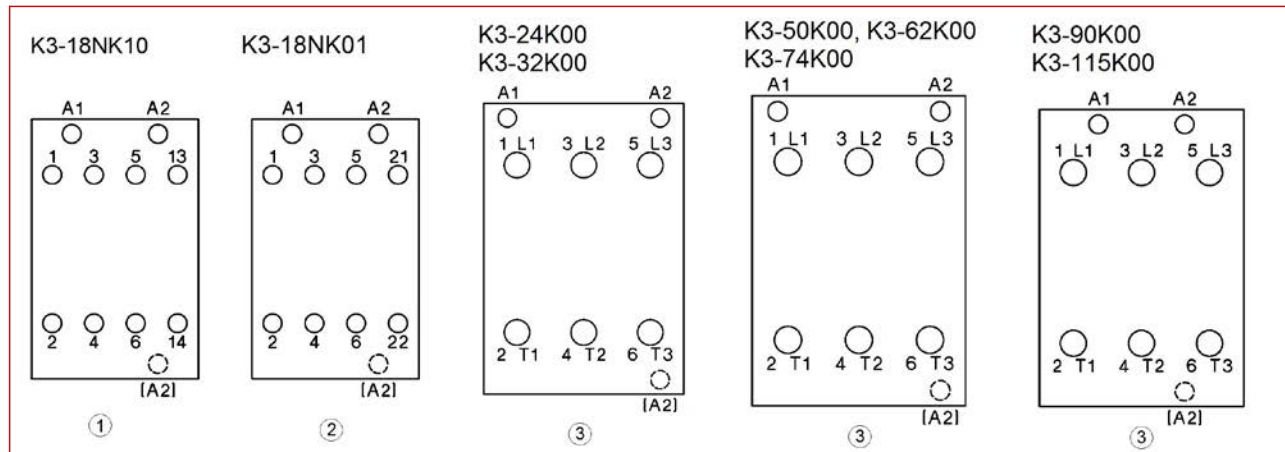 K3-18NK10
A1 A2
1 3 5 13
2 4 6 14
[A2]
①
K3-18NK01
A1 A2
1 3 5 21
2 4 6 22
[A2]
②
K3-24K00
K3-32K00
A1 A2
1 L1 3 L2 5 L3
2 T1 4 T2 6 T3
[A2]
③
K3-50K00, K3-62K00
K3-74K00
A1 A2
1 L1 3 L2 5 L3
2 T1 4 T2 6 T3
[A2]
③
K3-90K00
K3-115K00
A1 A2
1 L1 3 L2 5 L3
2 T1 4 T2 6 T3
[A2]
③